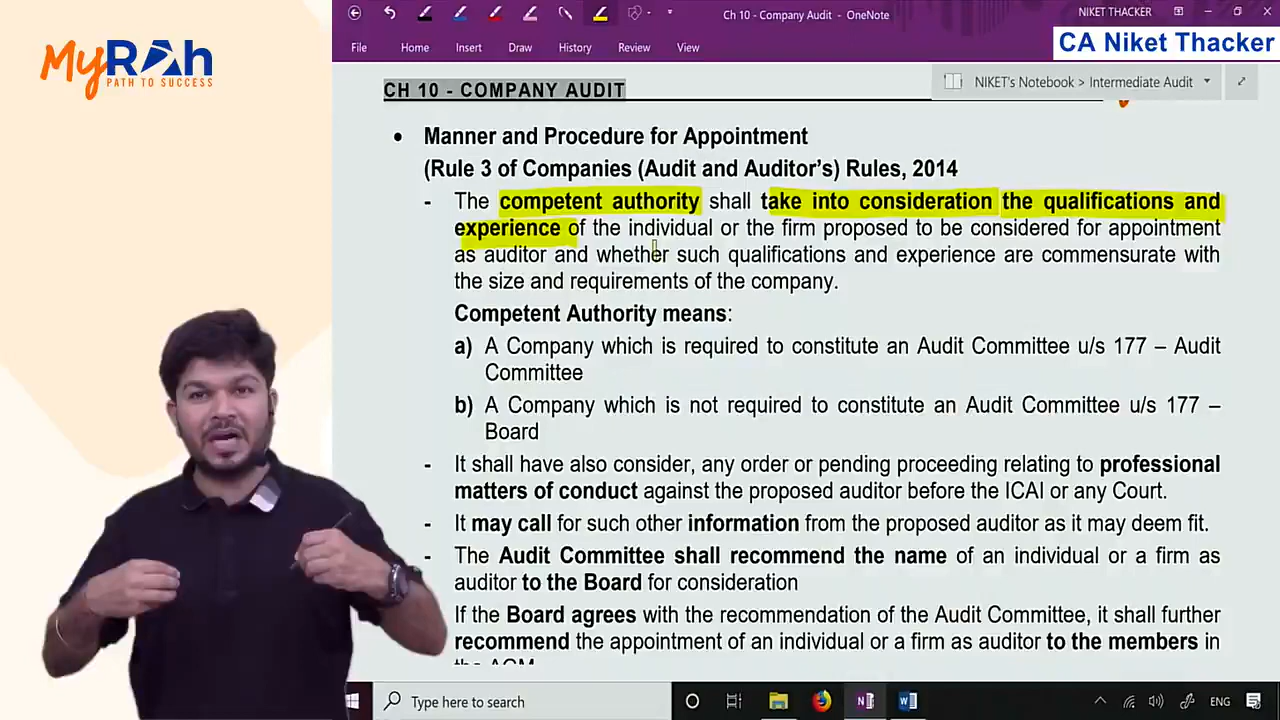 MyRAh
PATH TO SUCCESS
Ch 10 - Company Audit - OneNote
NIKET THACKER
File Home Insert Draw History Review View
CA Niket Thacker
CH 10 - COMPANY AUDIT
NIKET's Notebook > Intermediate Audit
• Manner and Procedure for Appointment
(Rule 3 of Companies (Audit and Auditor's) Rules, 2014
- The competent authority shall take into consideration the qualifications and
experience of the individual or the firm proposed to be considered for appointment
as auditor and whether such qualifications and experience are commensurate with
the size and requirements of the company.
Competent Authority means:
a) A Company which is required to constitute an Audit Committee u/s 177 – Audit
Committee
b) A Company which is not required to constitute an Audit Committee u/s 177 –
Board
- It shall have also consider, any order or pending proceeding relating to professional
matters of conduct against the proposed auditor before the ICAI or any Court.
- It may call for such other information from the proposed auditor as it may deem fit.
- The Audit Committee shall recommend the name of an individual or a firm as
auditor to the Board for consideration
If the Board agrees with the recommendation of the Audit Committee, it shall further
recommend the appointment of an individual or a firm as auditor to the members in
the AGM
Type here to search
ENG